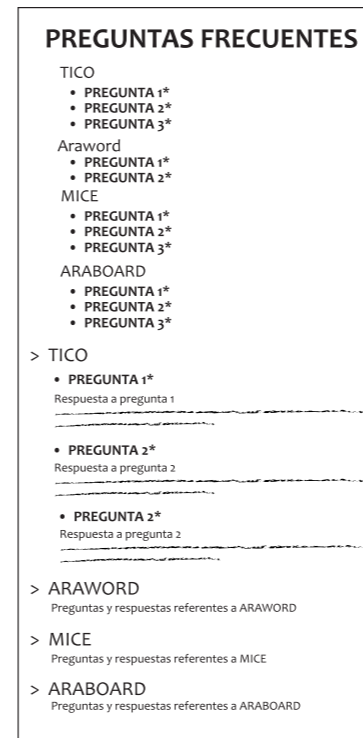 PREGUNTAS FRECUENTES
TICO
• PREGUNTA 1*
• PREGUNTA 2*
• PREGUNTA 3*
Araword
• PREGUNTA 1*
• PREGUNTA 2*
MICE
• PREGUNTA 1*
• PREGUNTA 2*
• PREGUNTA 3*
ARABOARD
• PREGUNTA 1*
• PREGUNTA 2*
• PREGUNTA 3*
> TICO
• PREGUNTA 1*
Respuesta a pregunta 1
• PREGUNTA 2*
Respuesta a pregunta 2
• PREGUNTA 2*
Respuesta a pregunta 2
> ARAWORD
Preguntas y respuestas referentes a ARAWORD
> MICE
Preguntas y respuestas referentes a MICE
> ARABOARD
Preguntas y respuestas referentes a ARABOARD